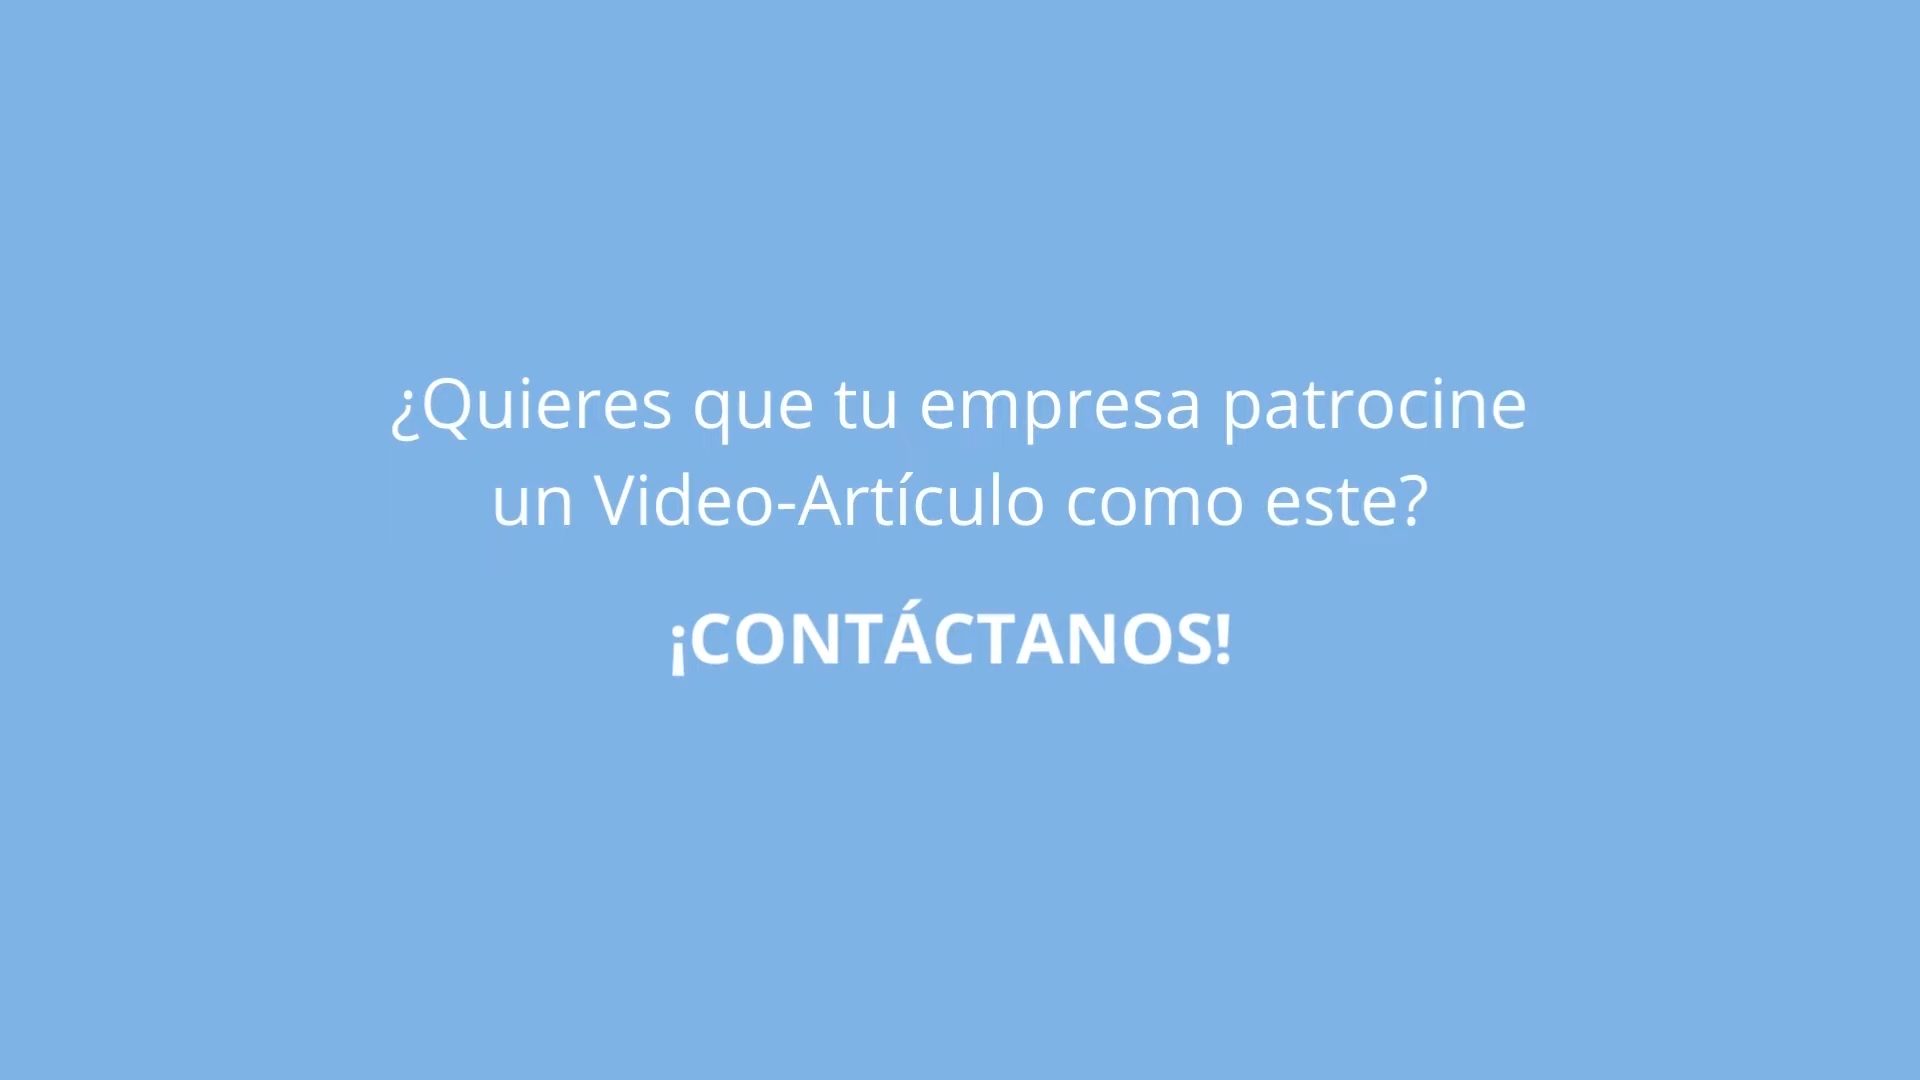 ¿Quieres que tu empresa patrocine
un Video-Artículo como este?
¡CONTÁCTANOS!